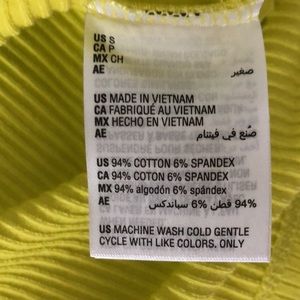 US S
CA P
MX CH
AE صغير
US MADE IN VIETNAM
CA FABRIQUÉ AU VIETNAM
MX HECHO EN VIETNAM
AE صُنع في فيتنام
US 94% COTTON 6% SPANDEX
CA 94% COTON 6% SPANDEX
MX 94% algodón 6% spándex
AE 94% قطن 6% سباندكس
US MACHINE WASH COLD GENTLE
CYCLE WITH LIKE COLORS. ONLY